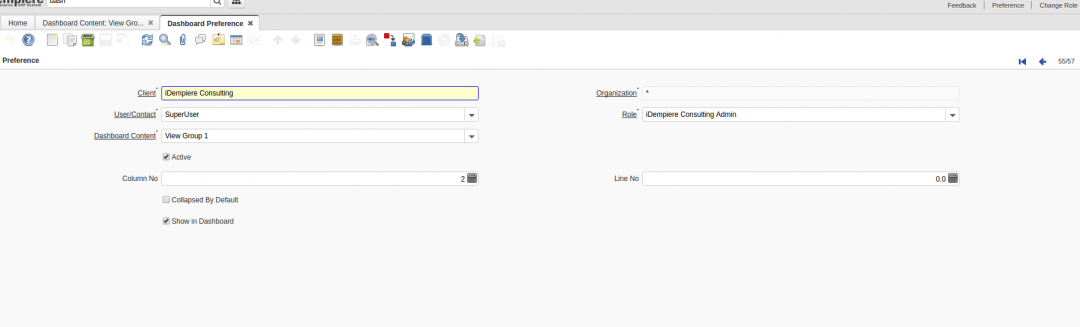 dash
Feedback Preference Change Role
Home Dashboard Content: View Gro... Dashboard Preference
Preference 55/57
Client* iDempiere Consulting Organization* *
User/Contact* SuperUser Role* iDempiere Consulting Admin
Dashboard Content* View Group 1
Active
Column No 2 Line No 0.0
Collapsed By Default
Show in Dashboard